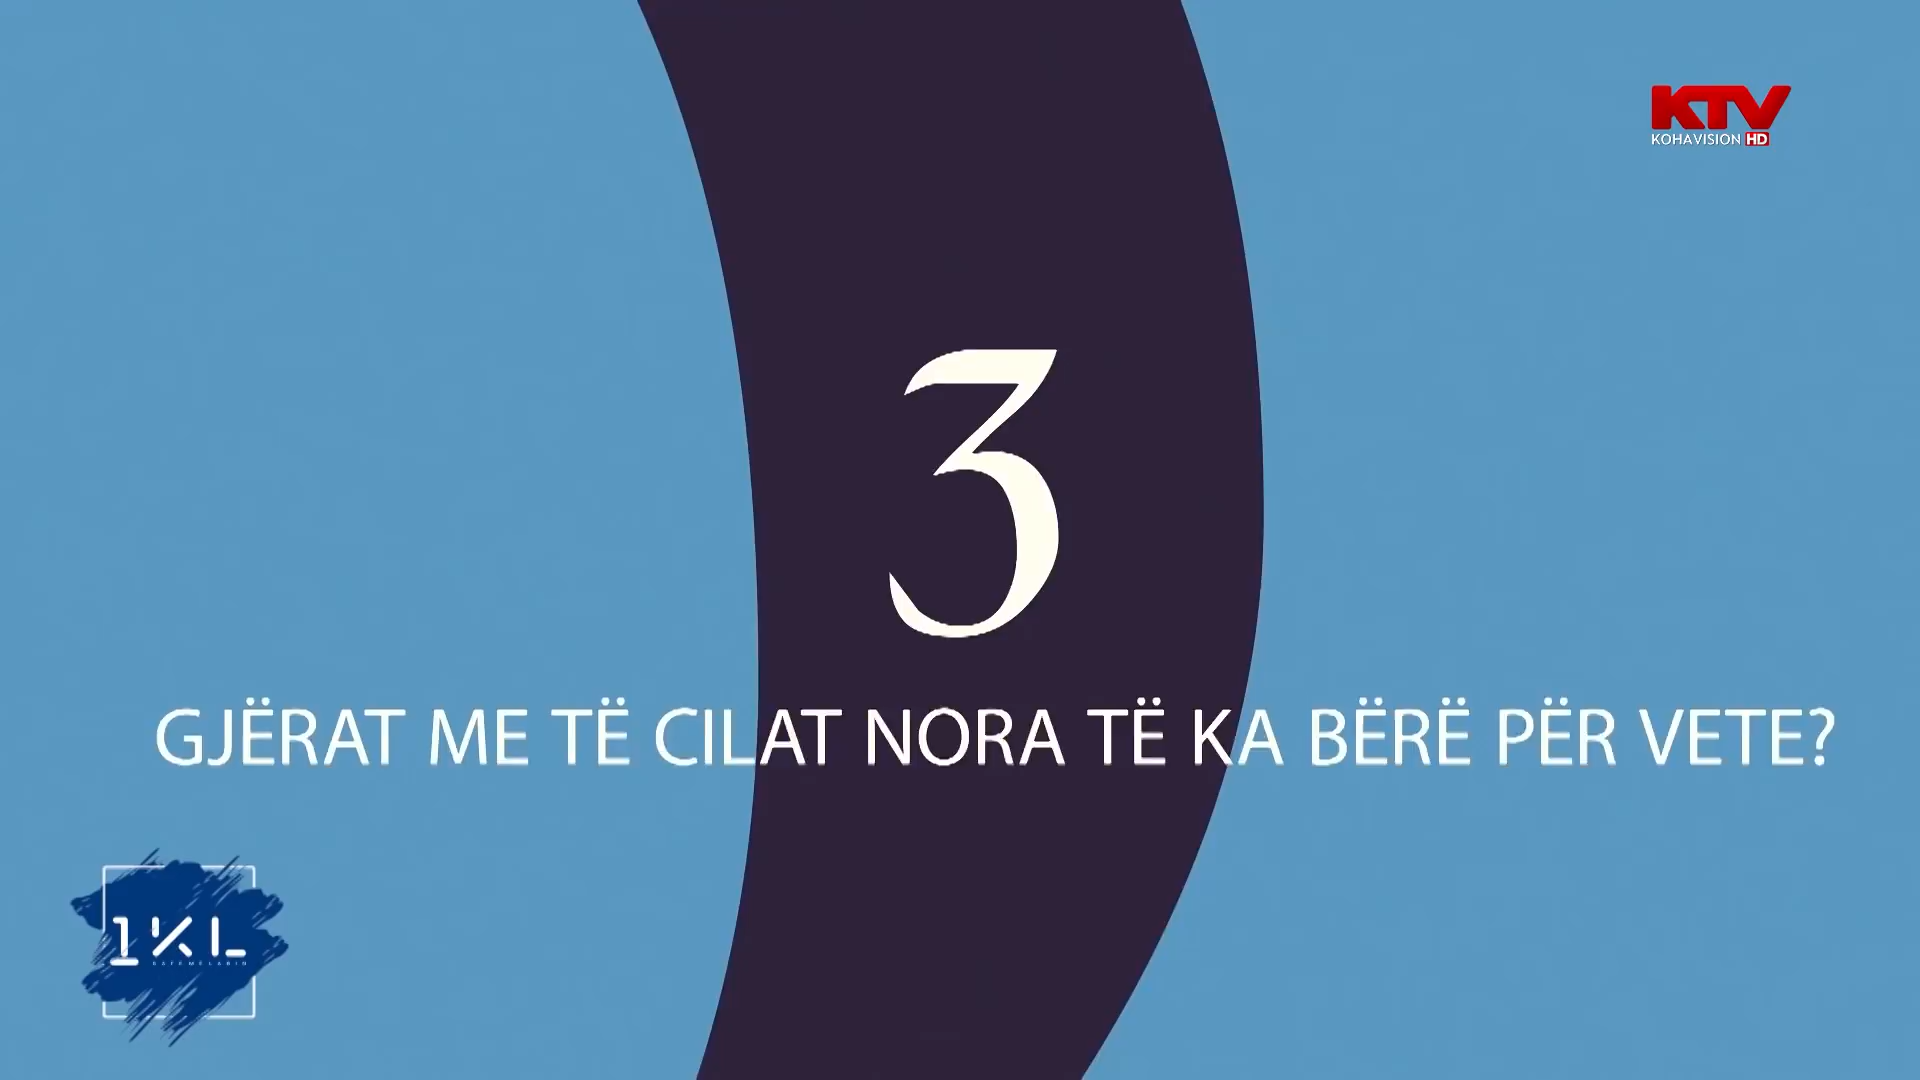 KTV
KOHAVISION HD
3
GJËRAT ME TË CILAT NORA TË KA BËRË PËR VETE?
1KL